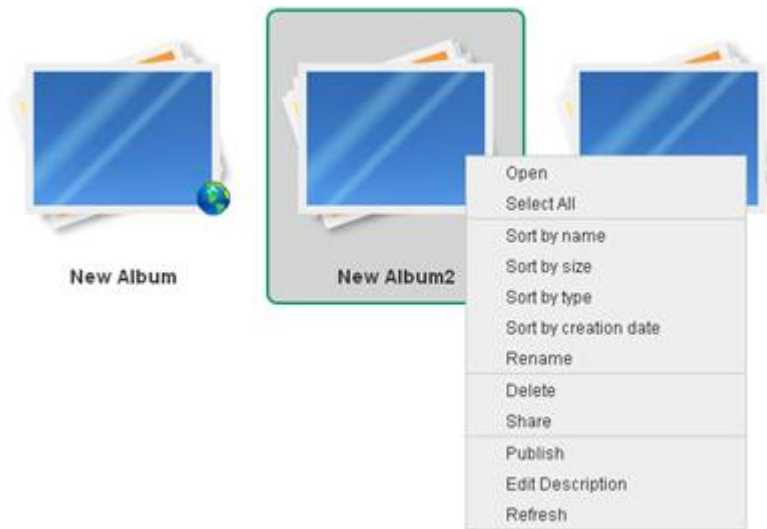 New Album
New Album2
Open
Select All
Sort by name
Sort by size
Sort by type
Sort by creation date
Rename
Delete
Share
Publish
Edit Description
Refresh